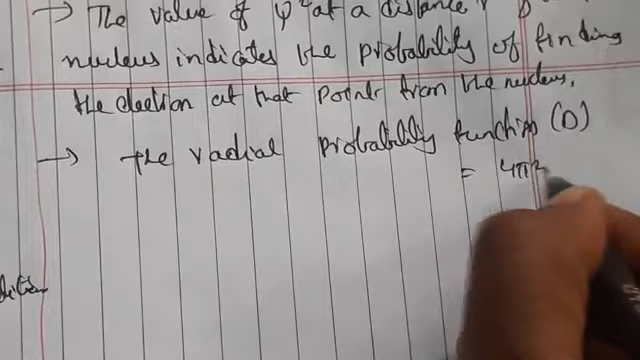 → The value of ψ² at a distance r
nucleus indicates the probability of finding
the electron at that point from the nucleus.
→ the radial probability function (D)
= 4πr²